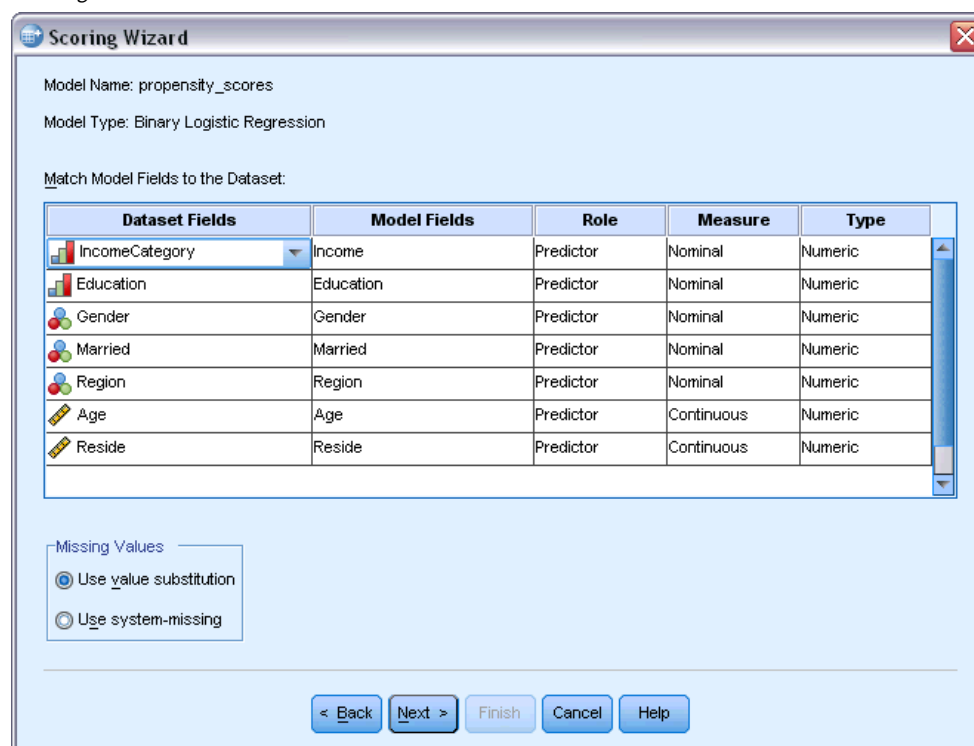 Scoring Wizard
Model Name: propensity_scores
Model Type: Binary Logistic Regression
Match Model Fields to the Dataset:
Dataset Fields Model Fields Role Measure Type
IncomeCategory Income Predictor Nominal Numeric
Education Education Predictor Nominal Numeric
Gender Gender Predictor Nominal Numeric
Married Married Predictor Nominal Numeric
Region Region Predictor Nominal Numeric
Age Age Predictor Continuous Numeric
Reside Reside Predictor Continuous Numeric
Missing Values
Use value substitution
Use system-missing
< Back Next > Finish Cancel Help